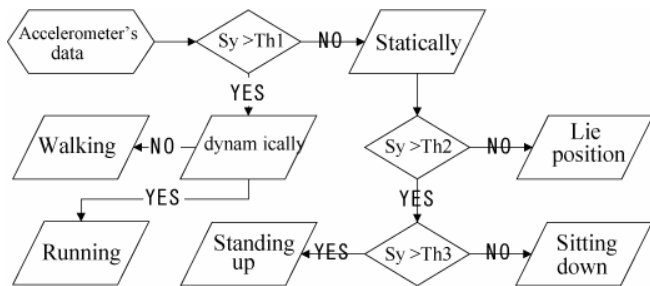 Accelerometer's
data
Sy >Th1
NO
Statically
YES
Walking
NO
dynam ically
Sy >Th2
NO
Lie
position
YES
YES
Running
Standing
up
YES
Sy >Th3
NO
Sitting
down